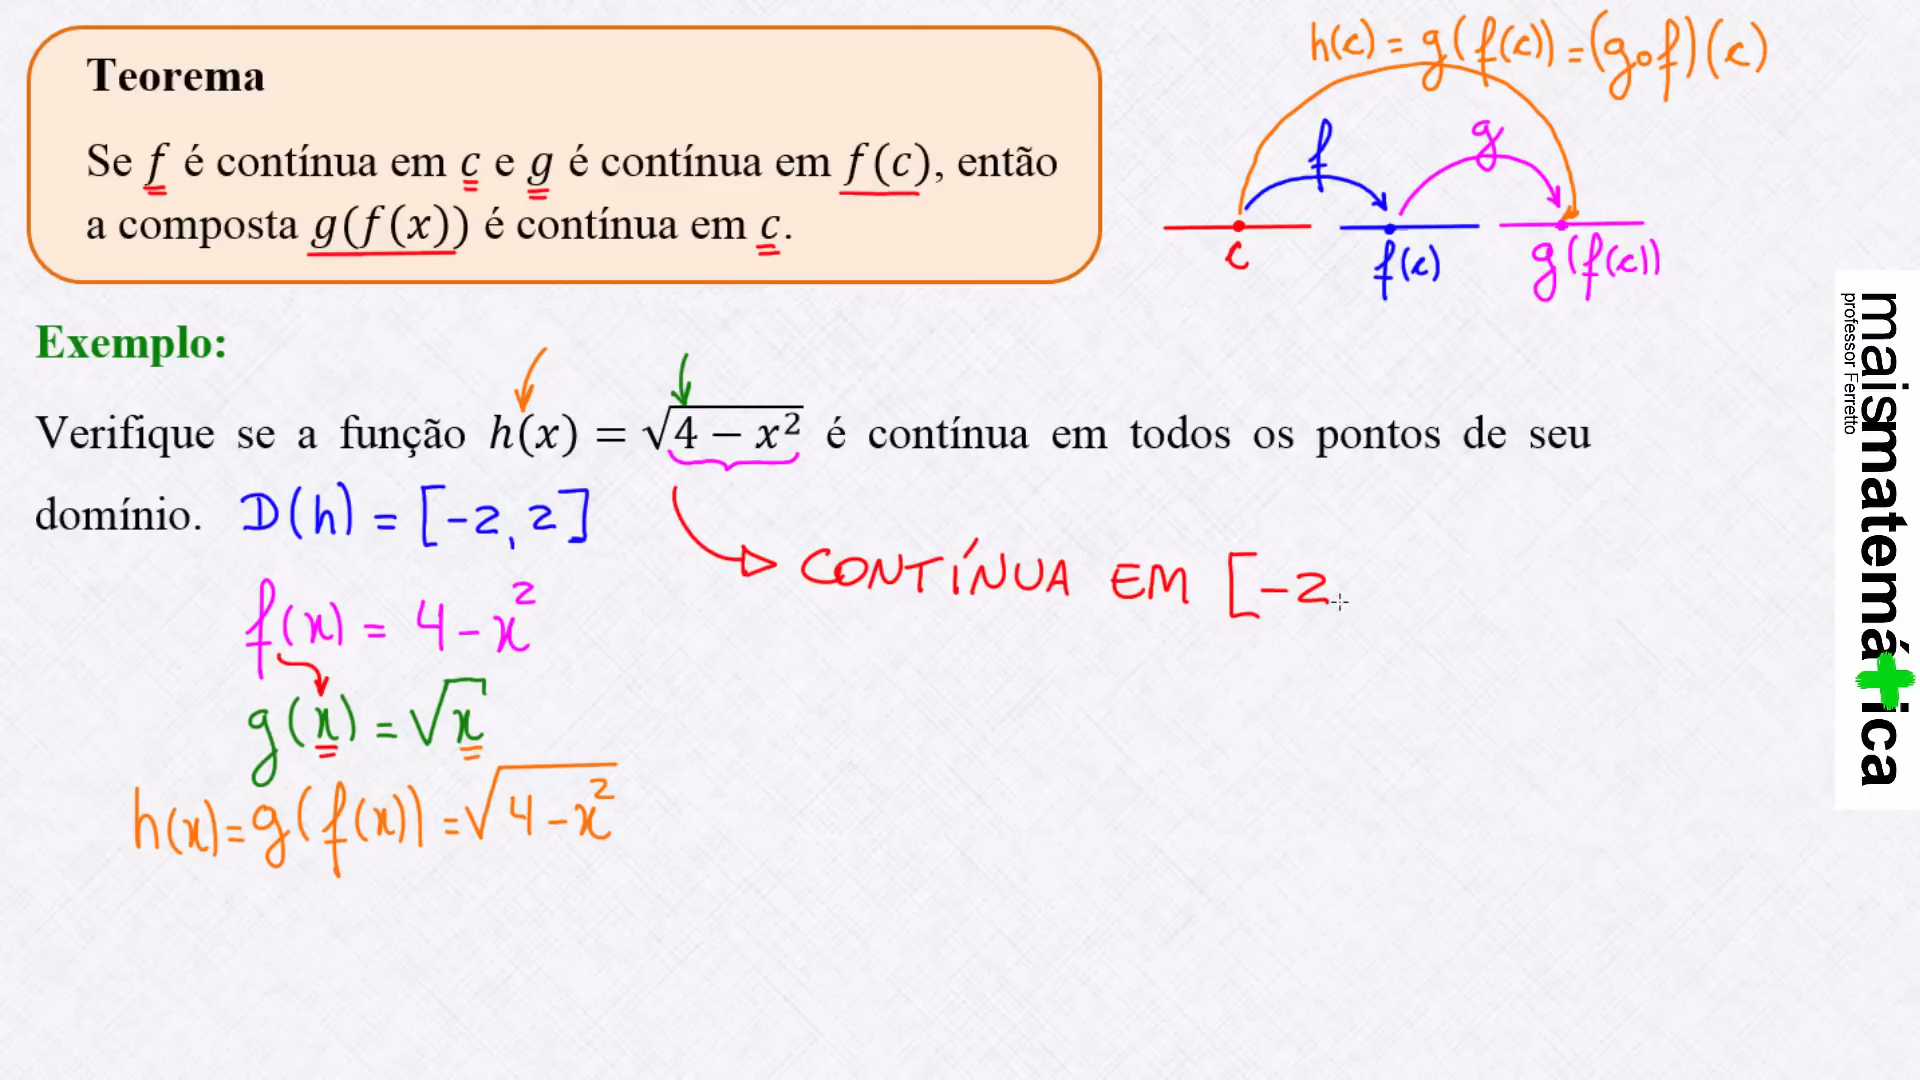 Teorema
Se f é contínua em c e g é contínua em f(c), então
a composta g(f(x)) é contínua em c.
h(c) = g(f(c)) = (g∘f)(c)
f
g
c
f(c)
g(f(c))
Exemplo:
Verifique se a função h(x) = √(4 − x²) é contínua em todos os pontos de seu
domínio. D(h) = [-2, 2]
CONTÍNUA EM [-2,
f(x) = 4 - x²
g(x) = √x
h(x) = g(f(x)) = √(4 - x²)
maismatemática
professor Ferretto